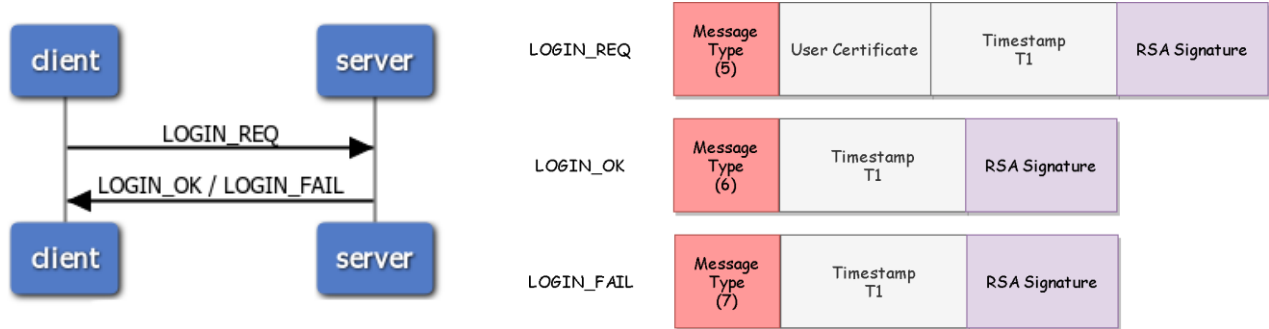 client
server
LOGIN_REQ
LOGIN_OK / LOGIN_FAIL
client
server
LOGIN_REQ
Message
Type
(5)
User Certificate
Timestamp
T1
RSA Signature
LOGIN_OK
Message
Type
(6)
Timestamp
T1
RSA Signature
LOGIN_FAIL
Message
Type
(7)
Timestamp
T1
RSA Signature